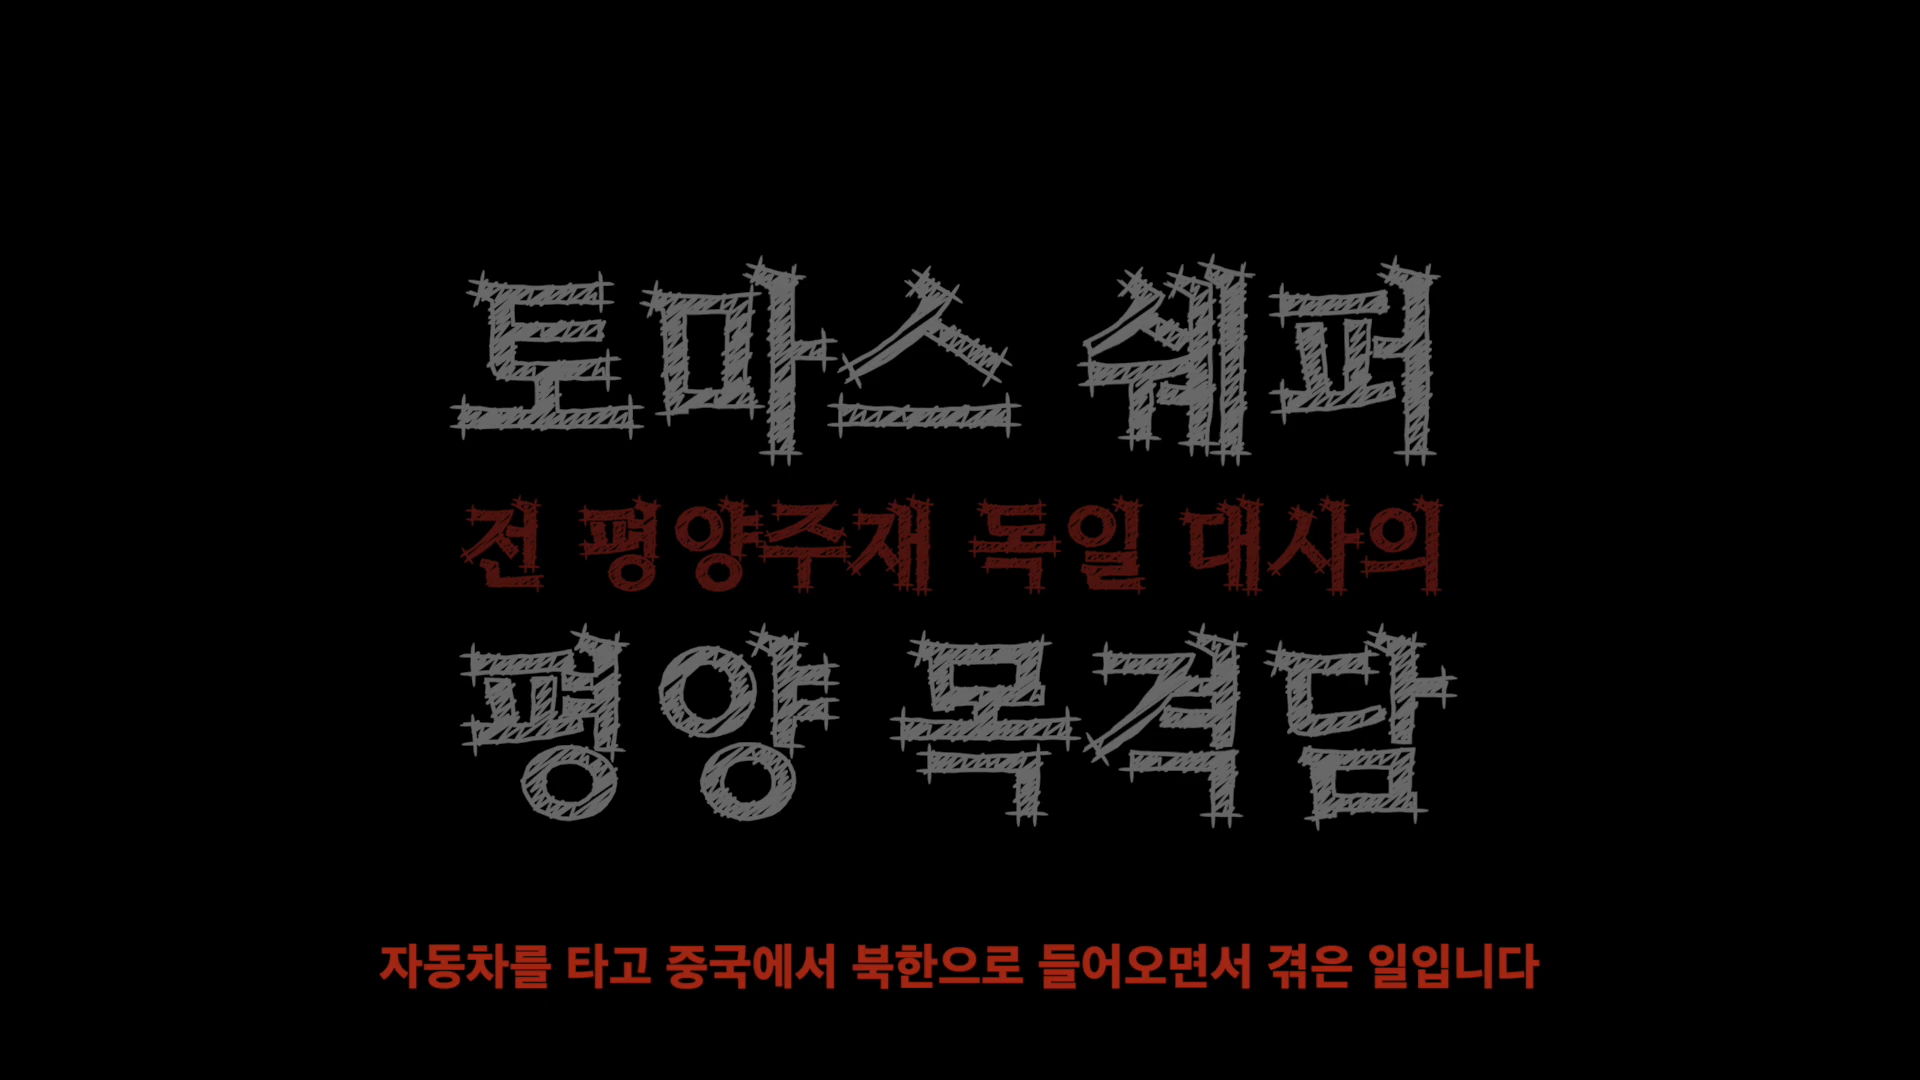 토마스 쉐퍼
전 평양주재 독일 대사의
평양 목격담
자동차를 타고 중국에서 북한으로 들어오면서 겪은 일입니다